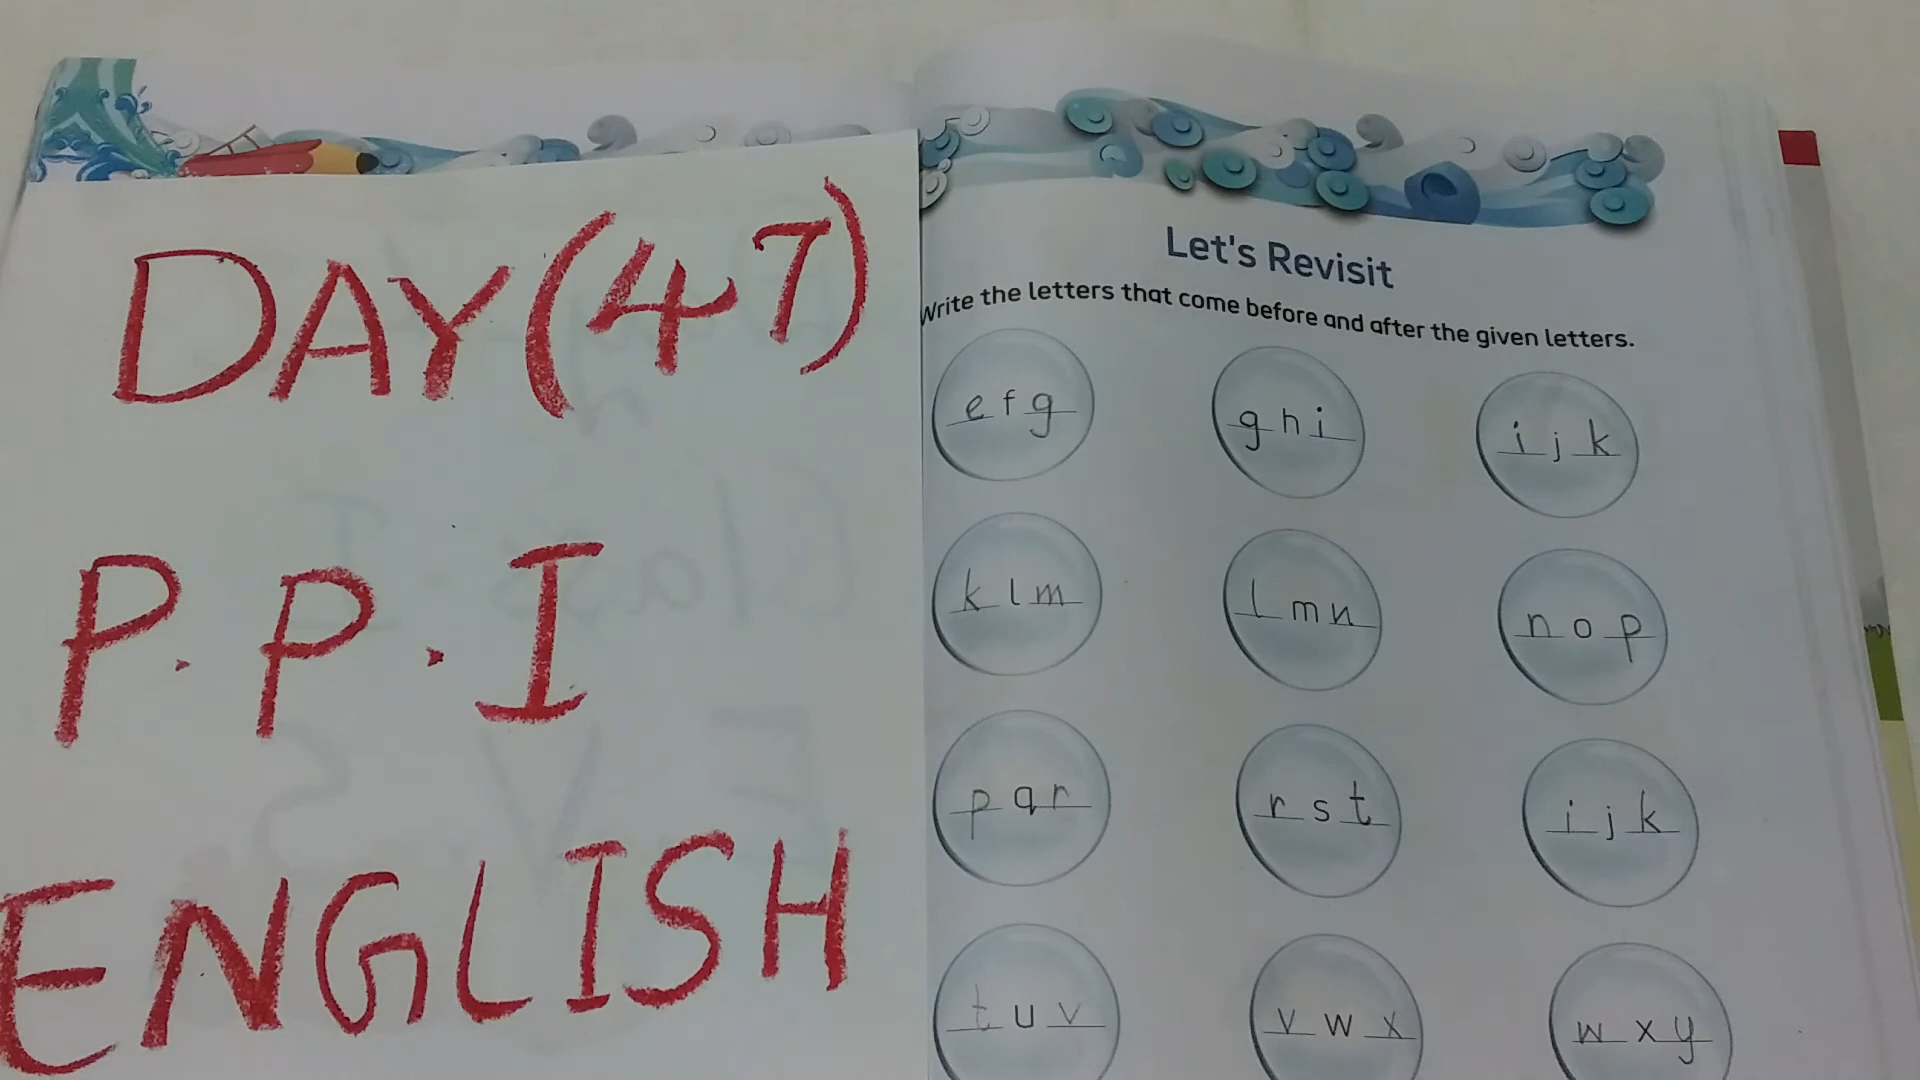 DAY (47)
P. P. I
ENGLISH
Let's Revisit
Write the letters that come before and after the given letters.
e f g
g h i
i j k
k l m
l m n
n o p
p q r
r s t
i j k
t u v
v w x
w x y